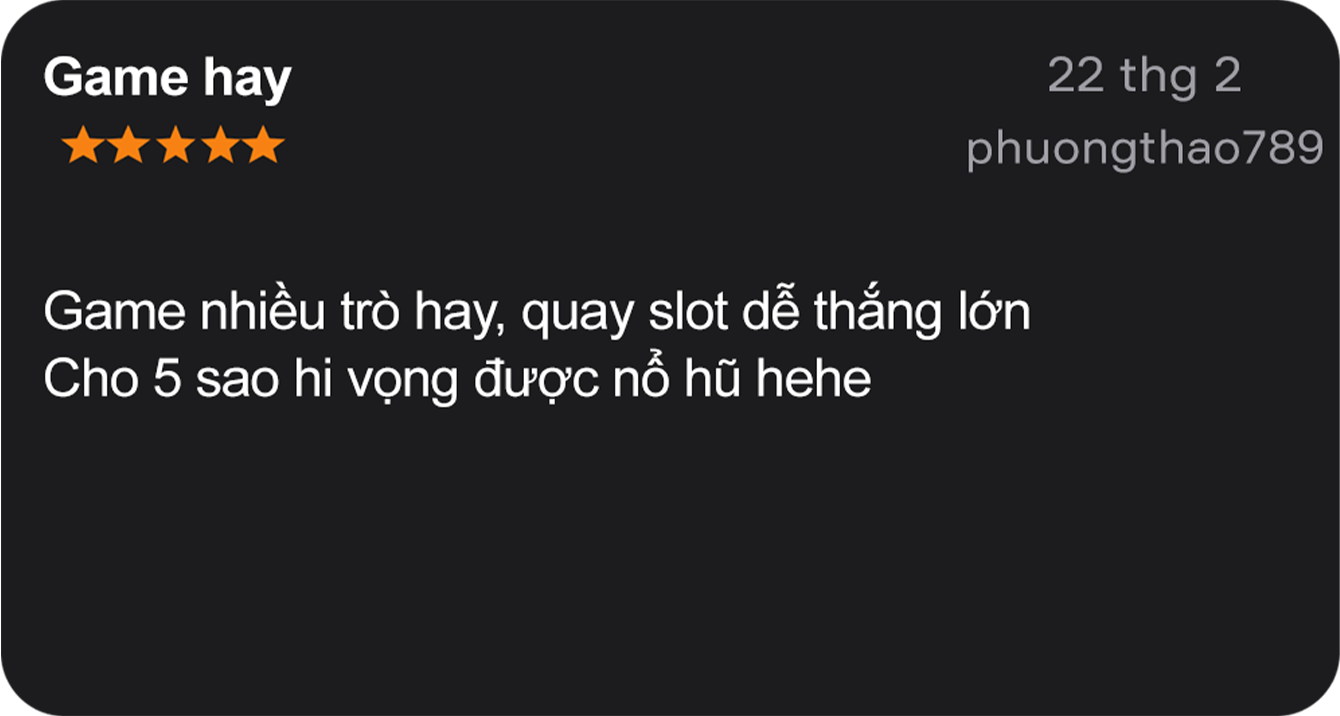 Game hay
22 thg 2
phuongthao789
Game nhiều trò hay, quay slot dễ thắng lớn
Cho 5 sao hi vọng được nổ hũ hehe